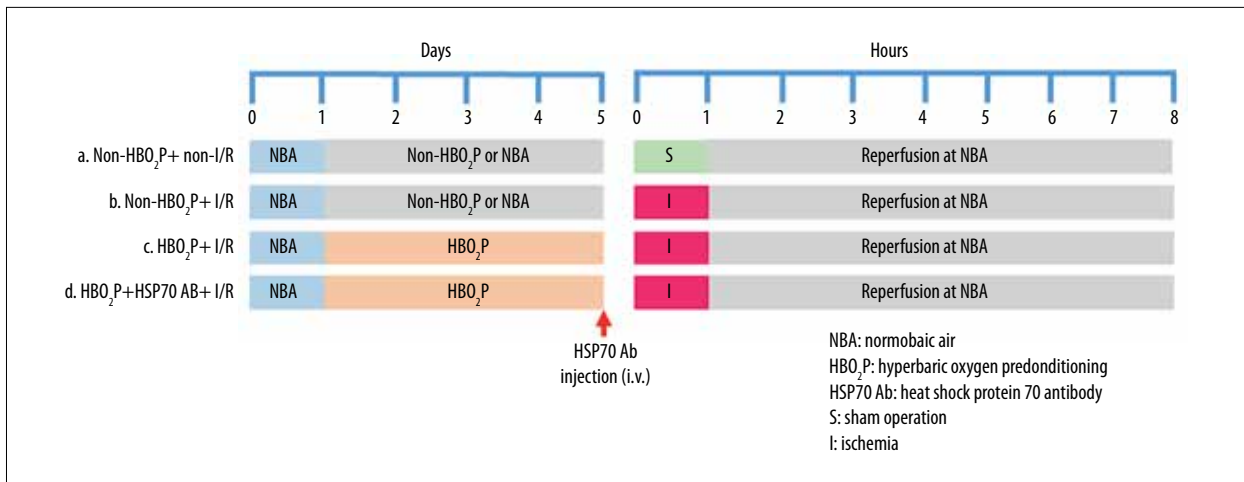 Days Hours
0 1 2 3 4 5 0 1 2 3 4 5 6 7 8
a. Non-HBO₂P+ non-I/R NBA Non-HBO₂P or NBA S Reperfusion at NBA
b. Non-HBO₂P+ I/R NBA Non-HBO₂P or NBA I Reperfusion at NBA
c. HBO₂P+ I/R NBA HBO₂P I Reperfusion at NBA
d. HBO₂P+HSP70 AB+ I/R NBA HBO₂P I Reperfusion at NBA
HSP70 Ab
injection (i.v.)
NBA: normobaic air
HBO₂P: hyperbaric oxygen predonditioning
HSP70 Ab: heat shock protein 70 antibody
S: sham operation
I: ischemia